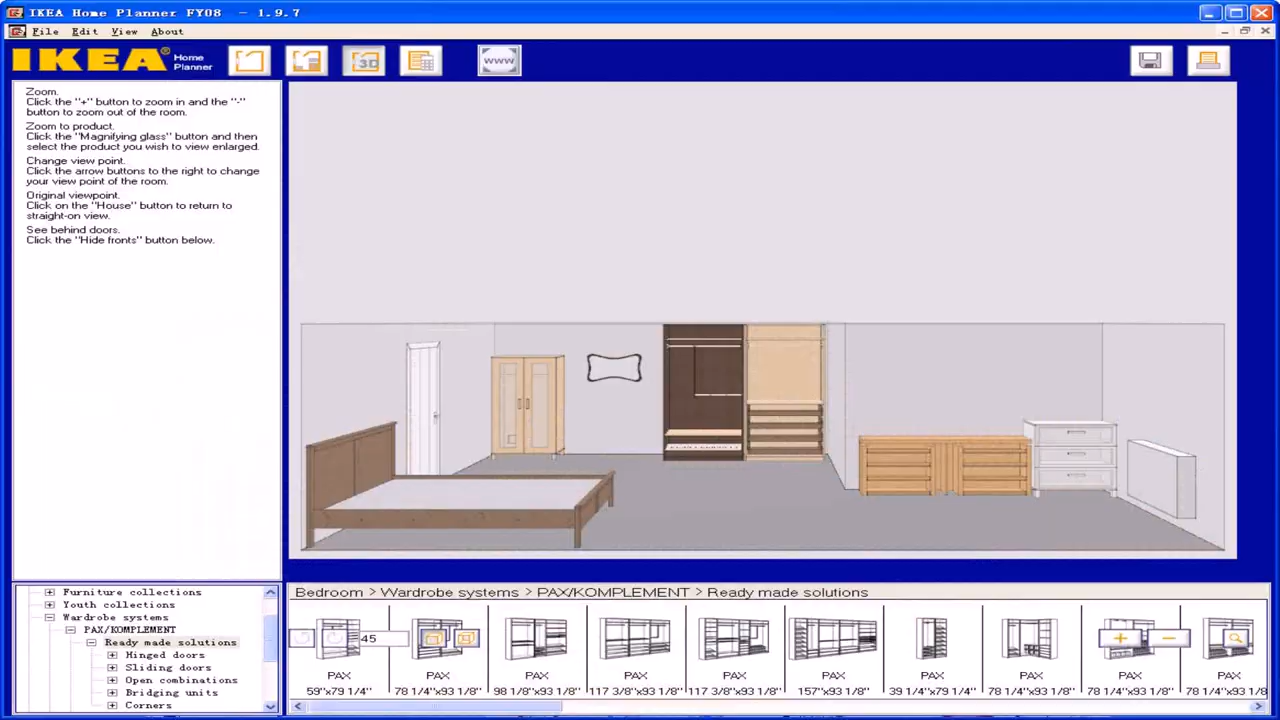 IKEA Home Planner FY08 - 1.9.7
File Edit View About
IKEA® Home Planner
3D
WWW
Zoom.
Click the "+" button to zoom in and the "-"
button to zoom out of the room.
Zoom to product.
Click the "Magnifying glass" button and then
select the product you wish to view enlarged.
Change view point.
Click the arrow buttons to the right to change
your view point of the room.
Original viewpoint.
Click on the "House" button to return to
straight-on view.
See behind doors.
Click the "Hide fronts" button below.
Furniture collections
Youth collections
Wardrobe systems
PAX/KOMPLEMENT
Ready made solutions
Hinged doors
Sliding doors
Open combinations
Bridging units
Corners
Bedroom > Wardrobe systems > PAX/KOMPLEMENT > Ready made solutions
45
PAX PAX PAX PAX PAX PAX PAX PAX PAX PAX
59"x79 1/4" 78 1/4"x93 1/8" 98 1/8"x93 1/8" 117 3/8"x93 1/8" 117 3/8"x93 1/8" 157"x93 1/8" 39 1/4"x79 1/4" 78 1/4"x93 1/8" 78 1/4"x93 1/8" 78 1/4"x93 1/8